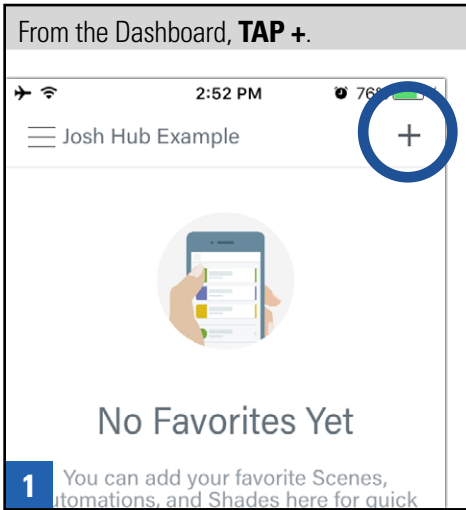 From the Dashboard, TAP +.
2:52 PM 76%
Josh Hub Example +
No Favorites Yet
You can add your favorite Scenes,
1 utomations, and Shades here for quick